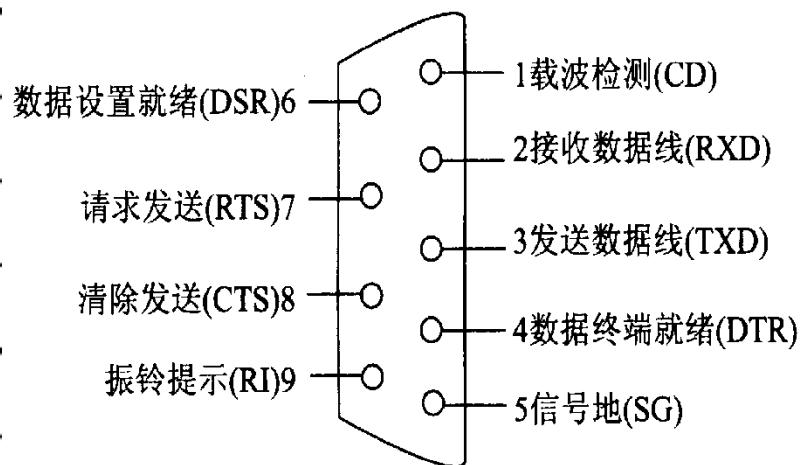 数据设置就绪(DSR)6
请求发送(RTS)7
清除发送(CTS)8
振铃提示(RI)9
1载波检测(CD)
2接收数据线(RXD)
3发送数据线(TXD)
4数据终端就绪(DTR)
5信号地(SG)